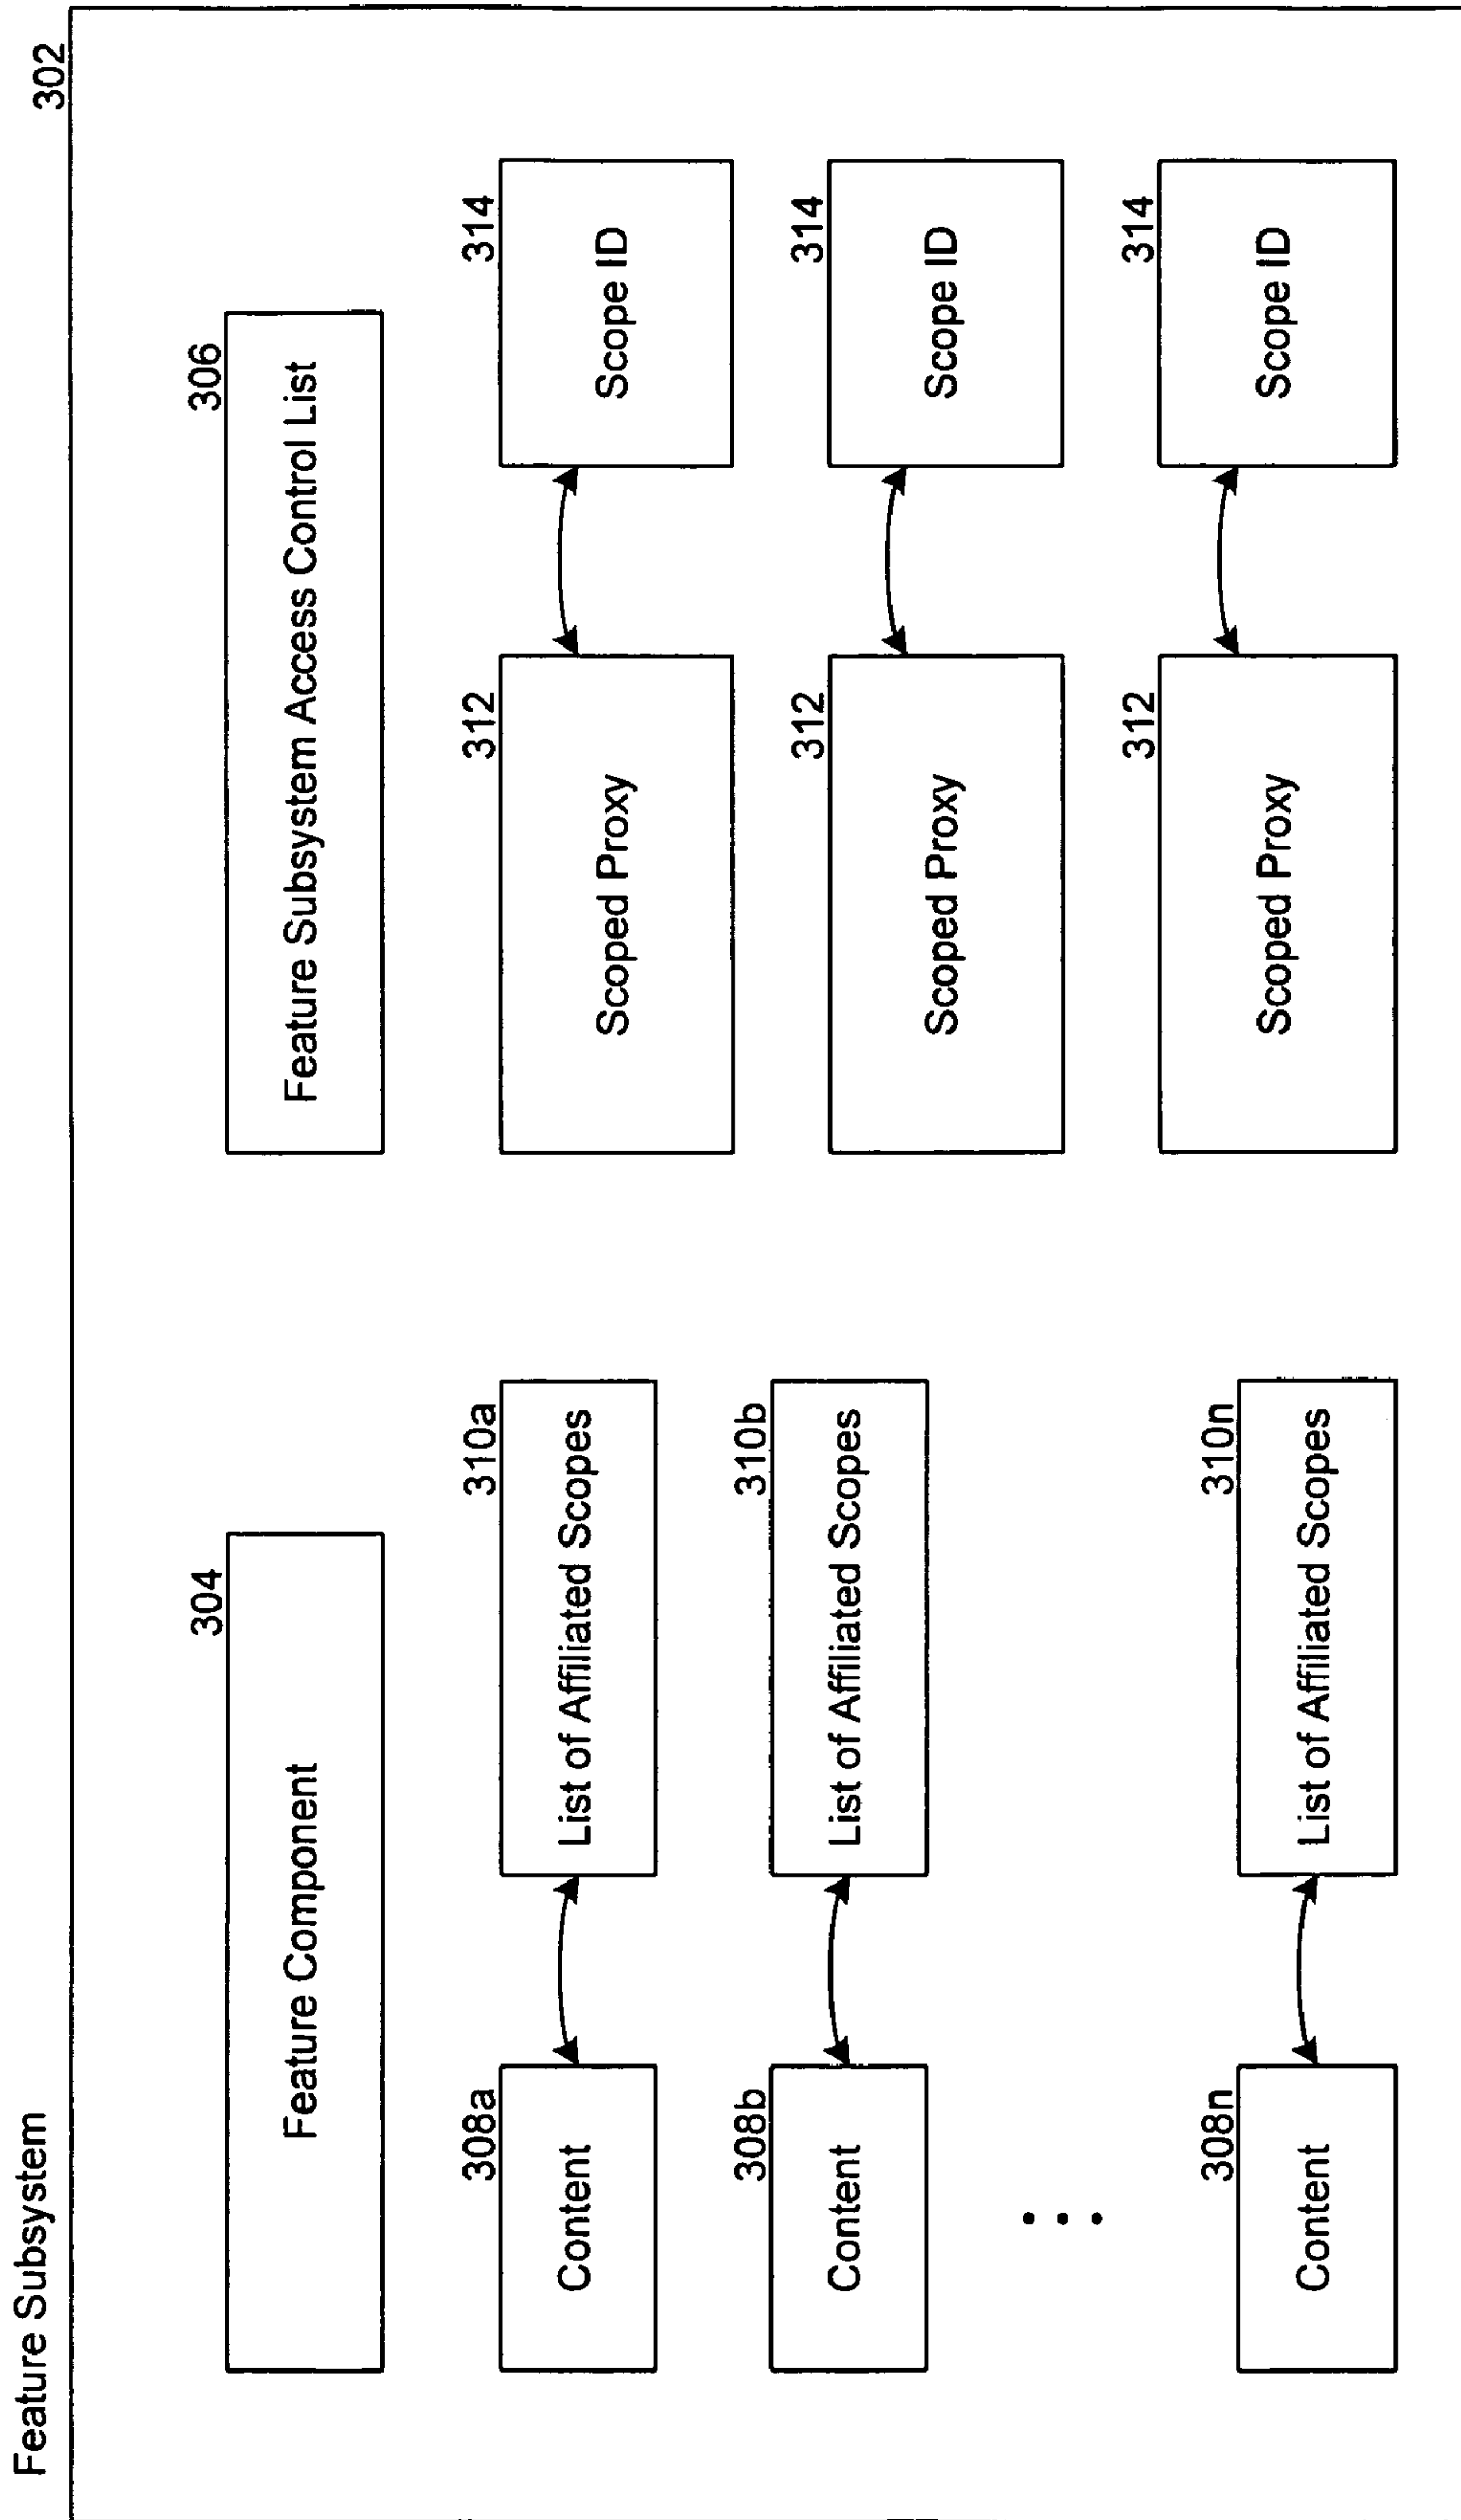 Feature Subsystem
302
304
Feature Component
306
Feature Subsystem Access Control List
308a
Content
310a
List of Affiliated Scopes
308b
Content
310b
List of Affiliated Scopes
308n
Content
310n
List of Affiliated Scopes
312
Scoped Proxy
314
Scope ID
312
Scoped Proxy
314
Scope ID
312
Scoped Proxy
314
Scope ID